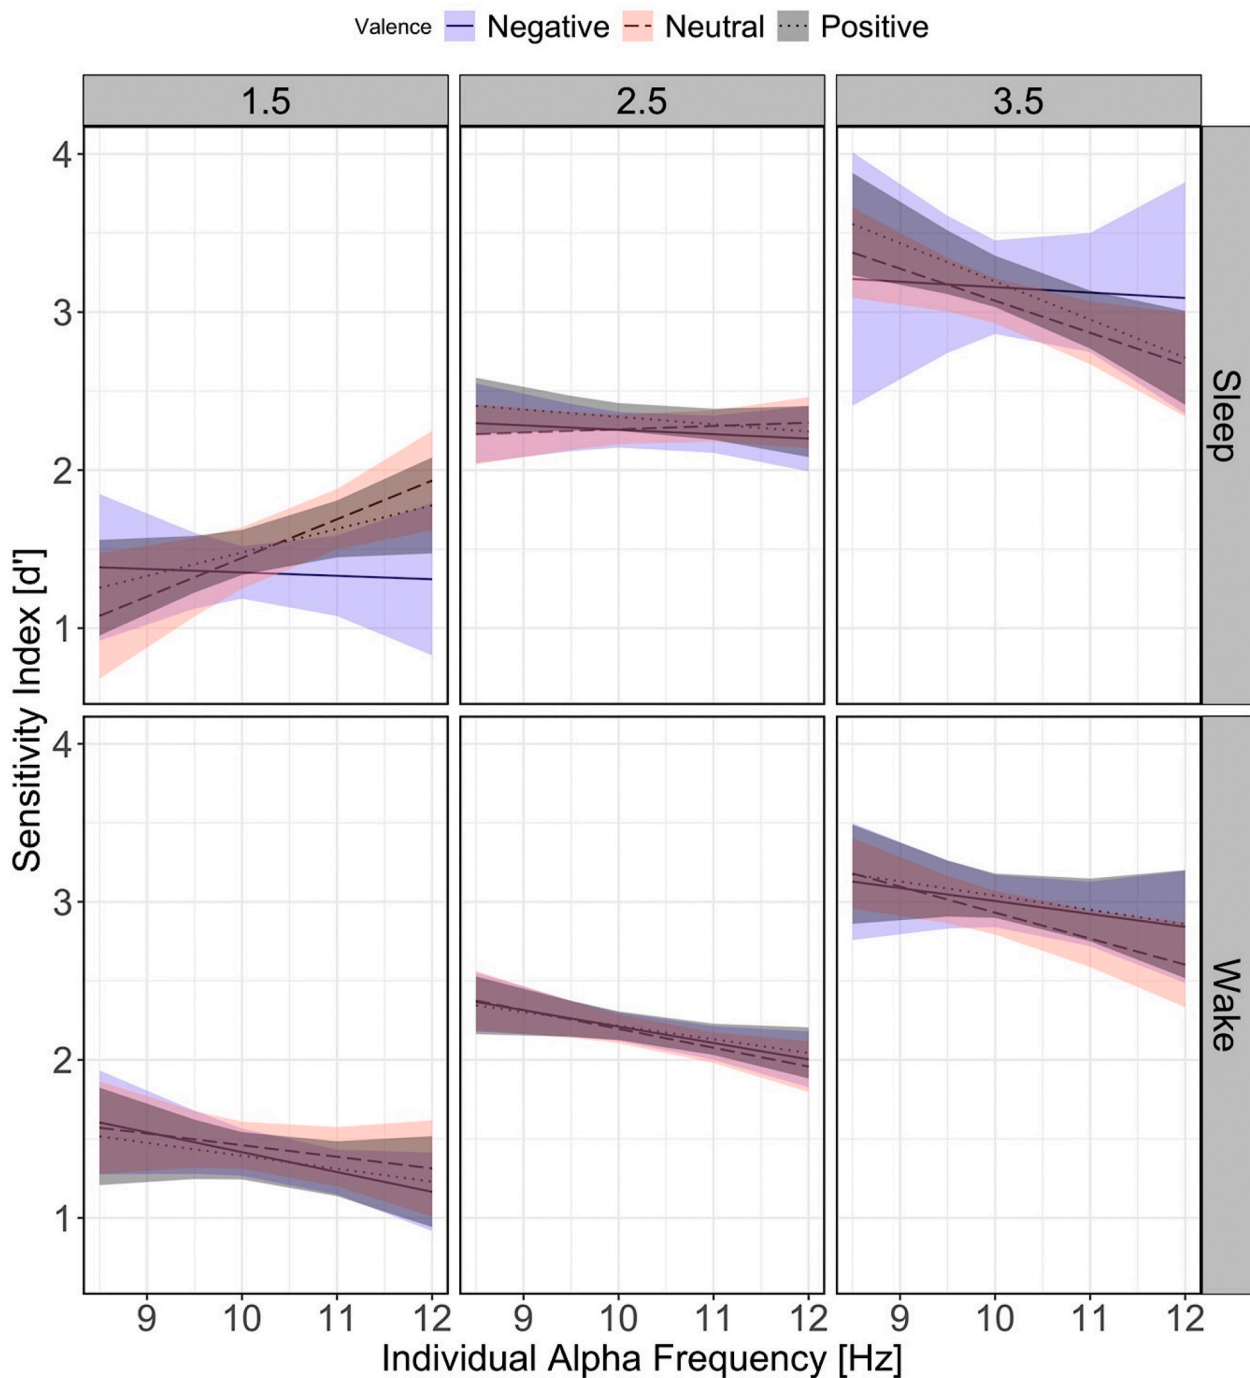 Valence Negative Neutral Positive
1.5 2.5 3.5
4
3
2
1
Sleep
Sensitivity Index [d']
4
3
2
1
Wake
9 10 11 12 9 10 11 12 9 10 11 12
Individual Alpha Frequency [Hz]